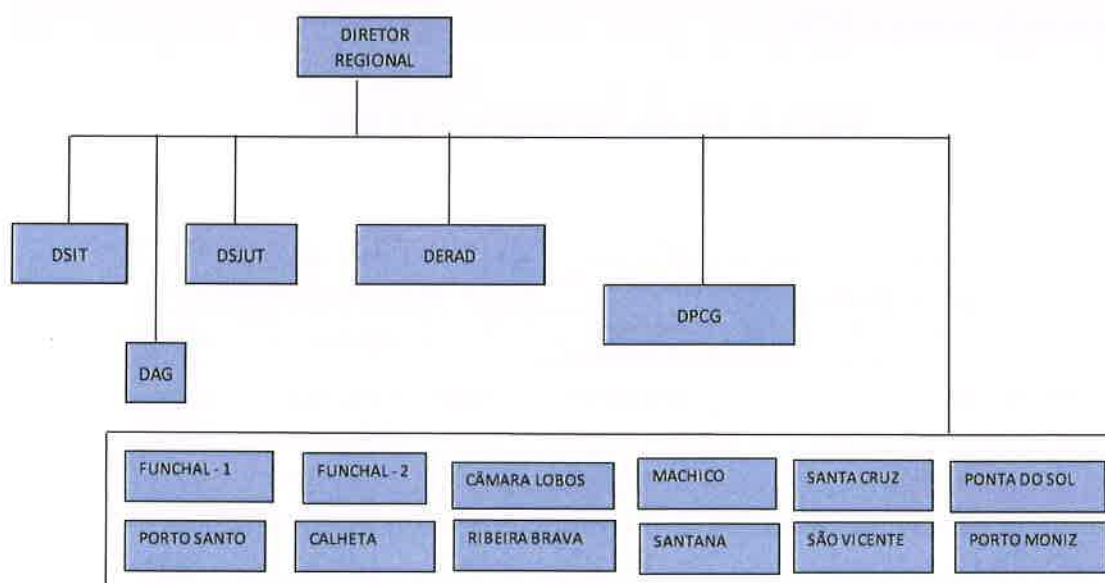 DIRETOR
REGIONAL
DSIT
DSJUT
DERAD
DPCG
DAG
FUNCHAL - 1
FUNCHAL - 2
CÂMARA LOBOS
MACHICO
SANTA CRUZ
PONTA DO SOL
PORTO SANTO
CALHETA
RIBEIRA BRAVA
SANTANA
SÃO VICENTE
PORTO MONIZ